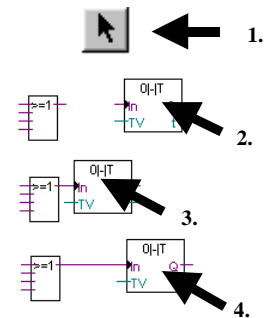 1.
0|-|T
>=1
In
TV t
2.
0|-|T
>=1 In
TV
3.
0|-|T
>=1 In Q
TV
4.